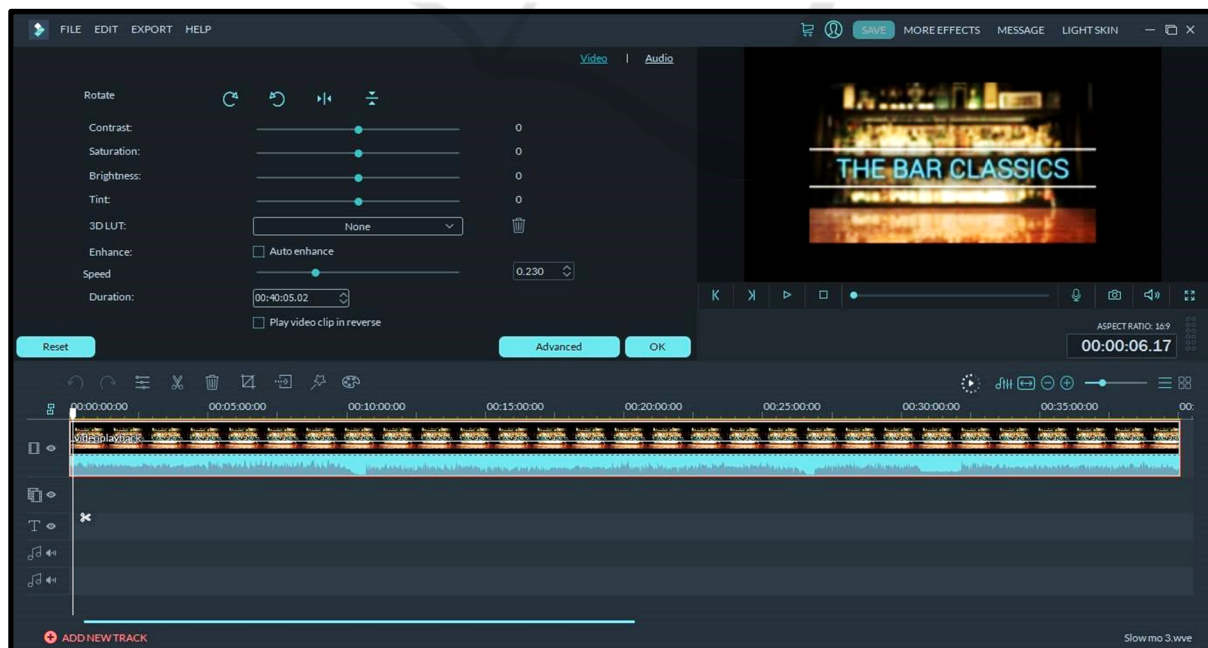 FILE EDIT EXPORT HELP
SAVE MORE EFFECTS MESSAGE LIGHT SKIN
Video | Audio
Rotate
Contrast: 0
Saturation: 0
Brightness: 0
Tint: 0
3D LUT: None
Enhance: Auto enhance
Speed 0.230
Duration: 00:40:05.02
Play video clip in reverse
Reset Advanced OK
THE BAR CLASSICS
ASPECT RATIO: 16:9
00:00:06.17
00:00:00:00 00:05:00:00 00:10:00:00 00:15:00:00 00:20:00:00 00:25:00:00 00:30:00:00 00:35:00:00 00:
videoplayback
T
ADD NEW TRACK
Slow mo 3.wve